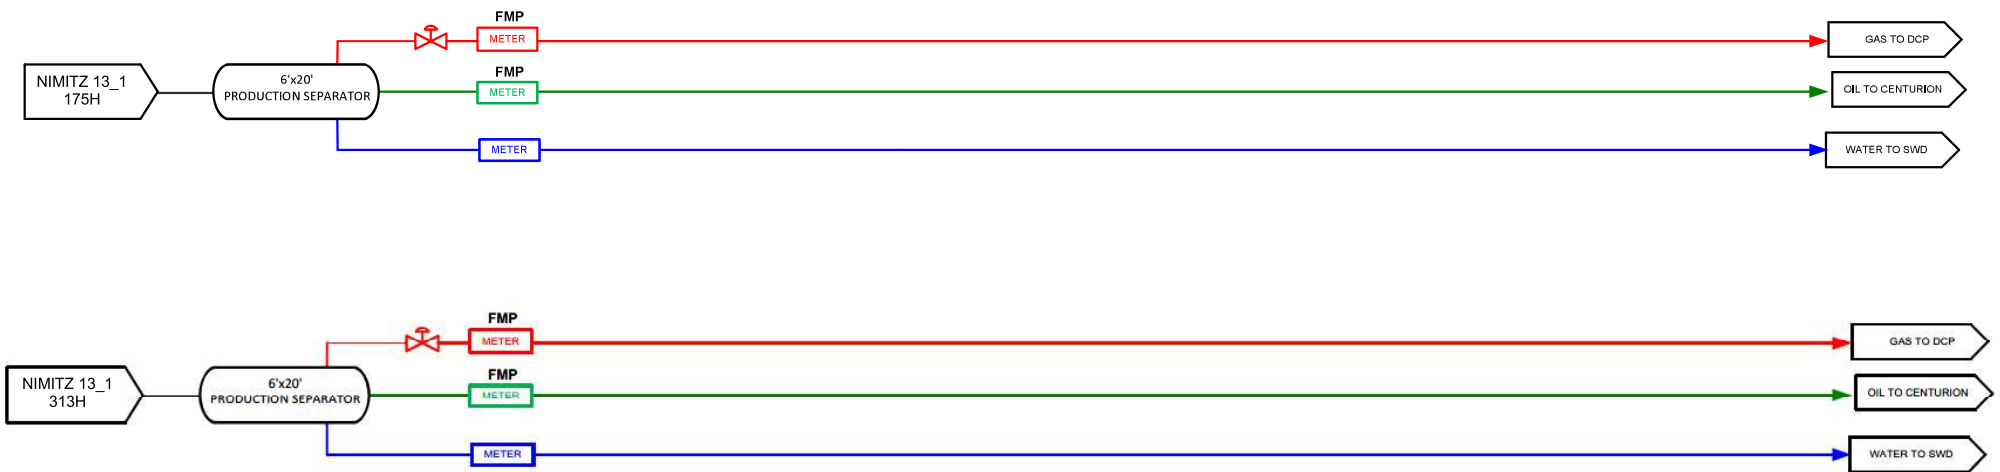 FMP
METER
GAS TO DCP
NIMITZ 13_1
175H
6'x20'
PRODUCTION SEPARATOR
FMP
METER
OIL TO CENTURION
METER
WATER TO SWD
FMP
METER
GAS TO DCP
NIMITZ 13_1
313H
6'x20'
PRODUCTION SEPARATOR
FMP
METER
OIL TO CENTURION
METER
WATER TO SWD